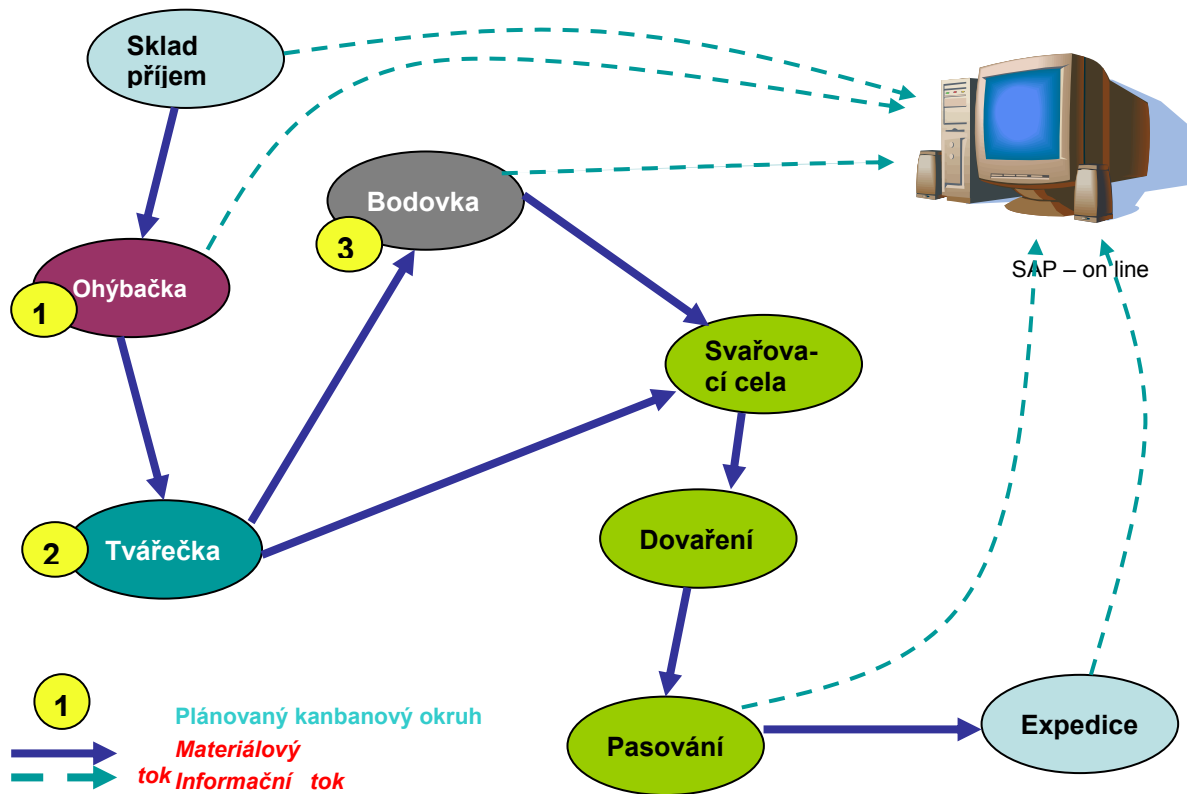 Sklad
příjem
Bodovka
3
SAP – on line
Ohýbačka
1
Svařova-
cí cela
Tvářečka
2
Dovaření
1
Plánovaný kanbanový okruh
Materiálový
tok Informační tok
Pasování
Expedice